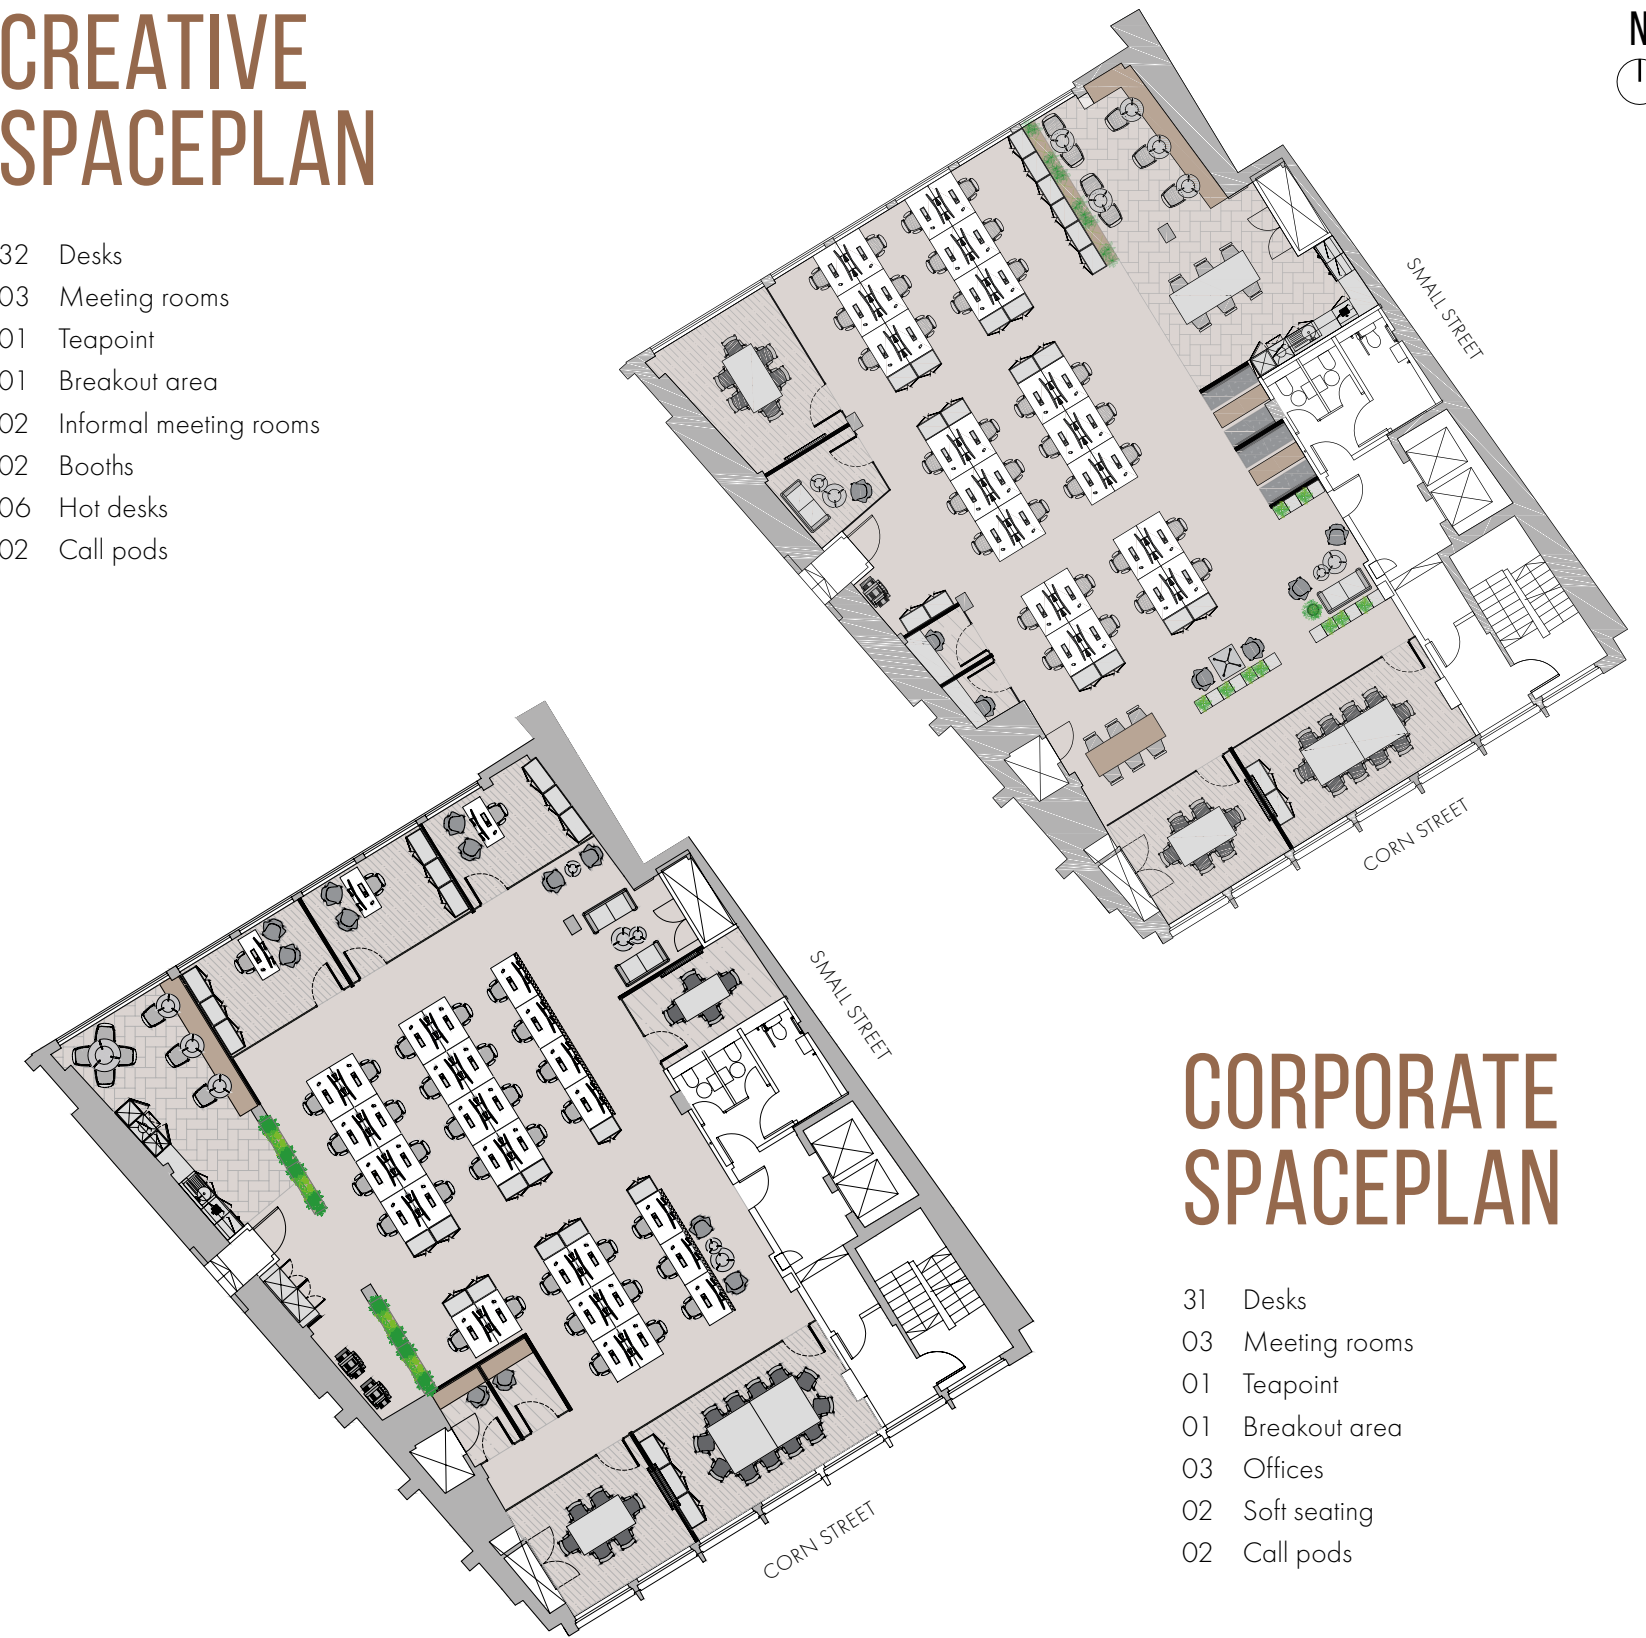 CREATIVE
SPACEPLAN
32 Desks
03 Meeting rooms
01 Teapoint
01 Breakout area
02 Informal meeting rooms
02 Booths
06 Hot desks
02 Call pods
N
SMALL STREET
CORN STREET
SMALL STREET
CORN STREET
CORPORATE
SPACEPLAN
31 Desks
03 Meeting rooms
01 Teapoint
01 Breakout area
03 Offices
02 Soft seating
02 Call pods